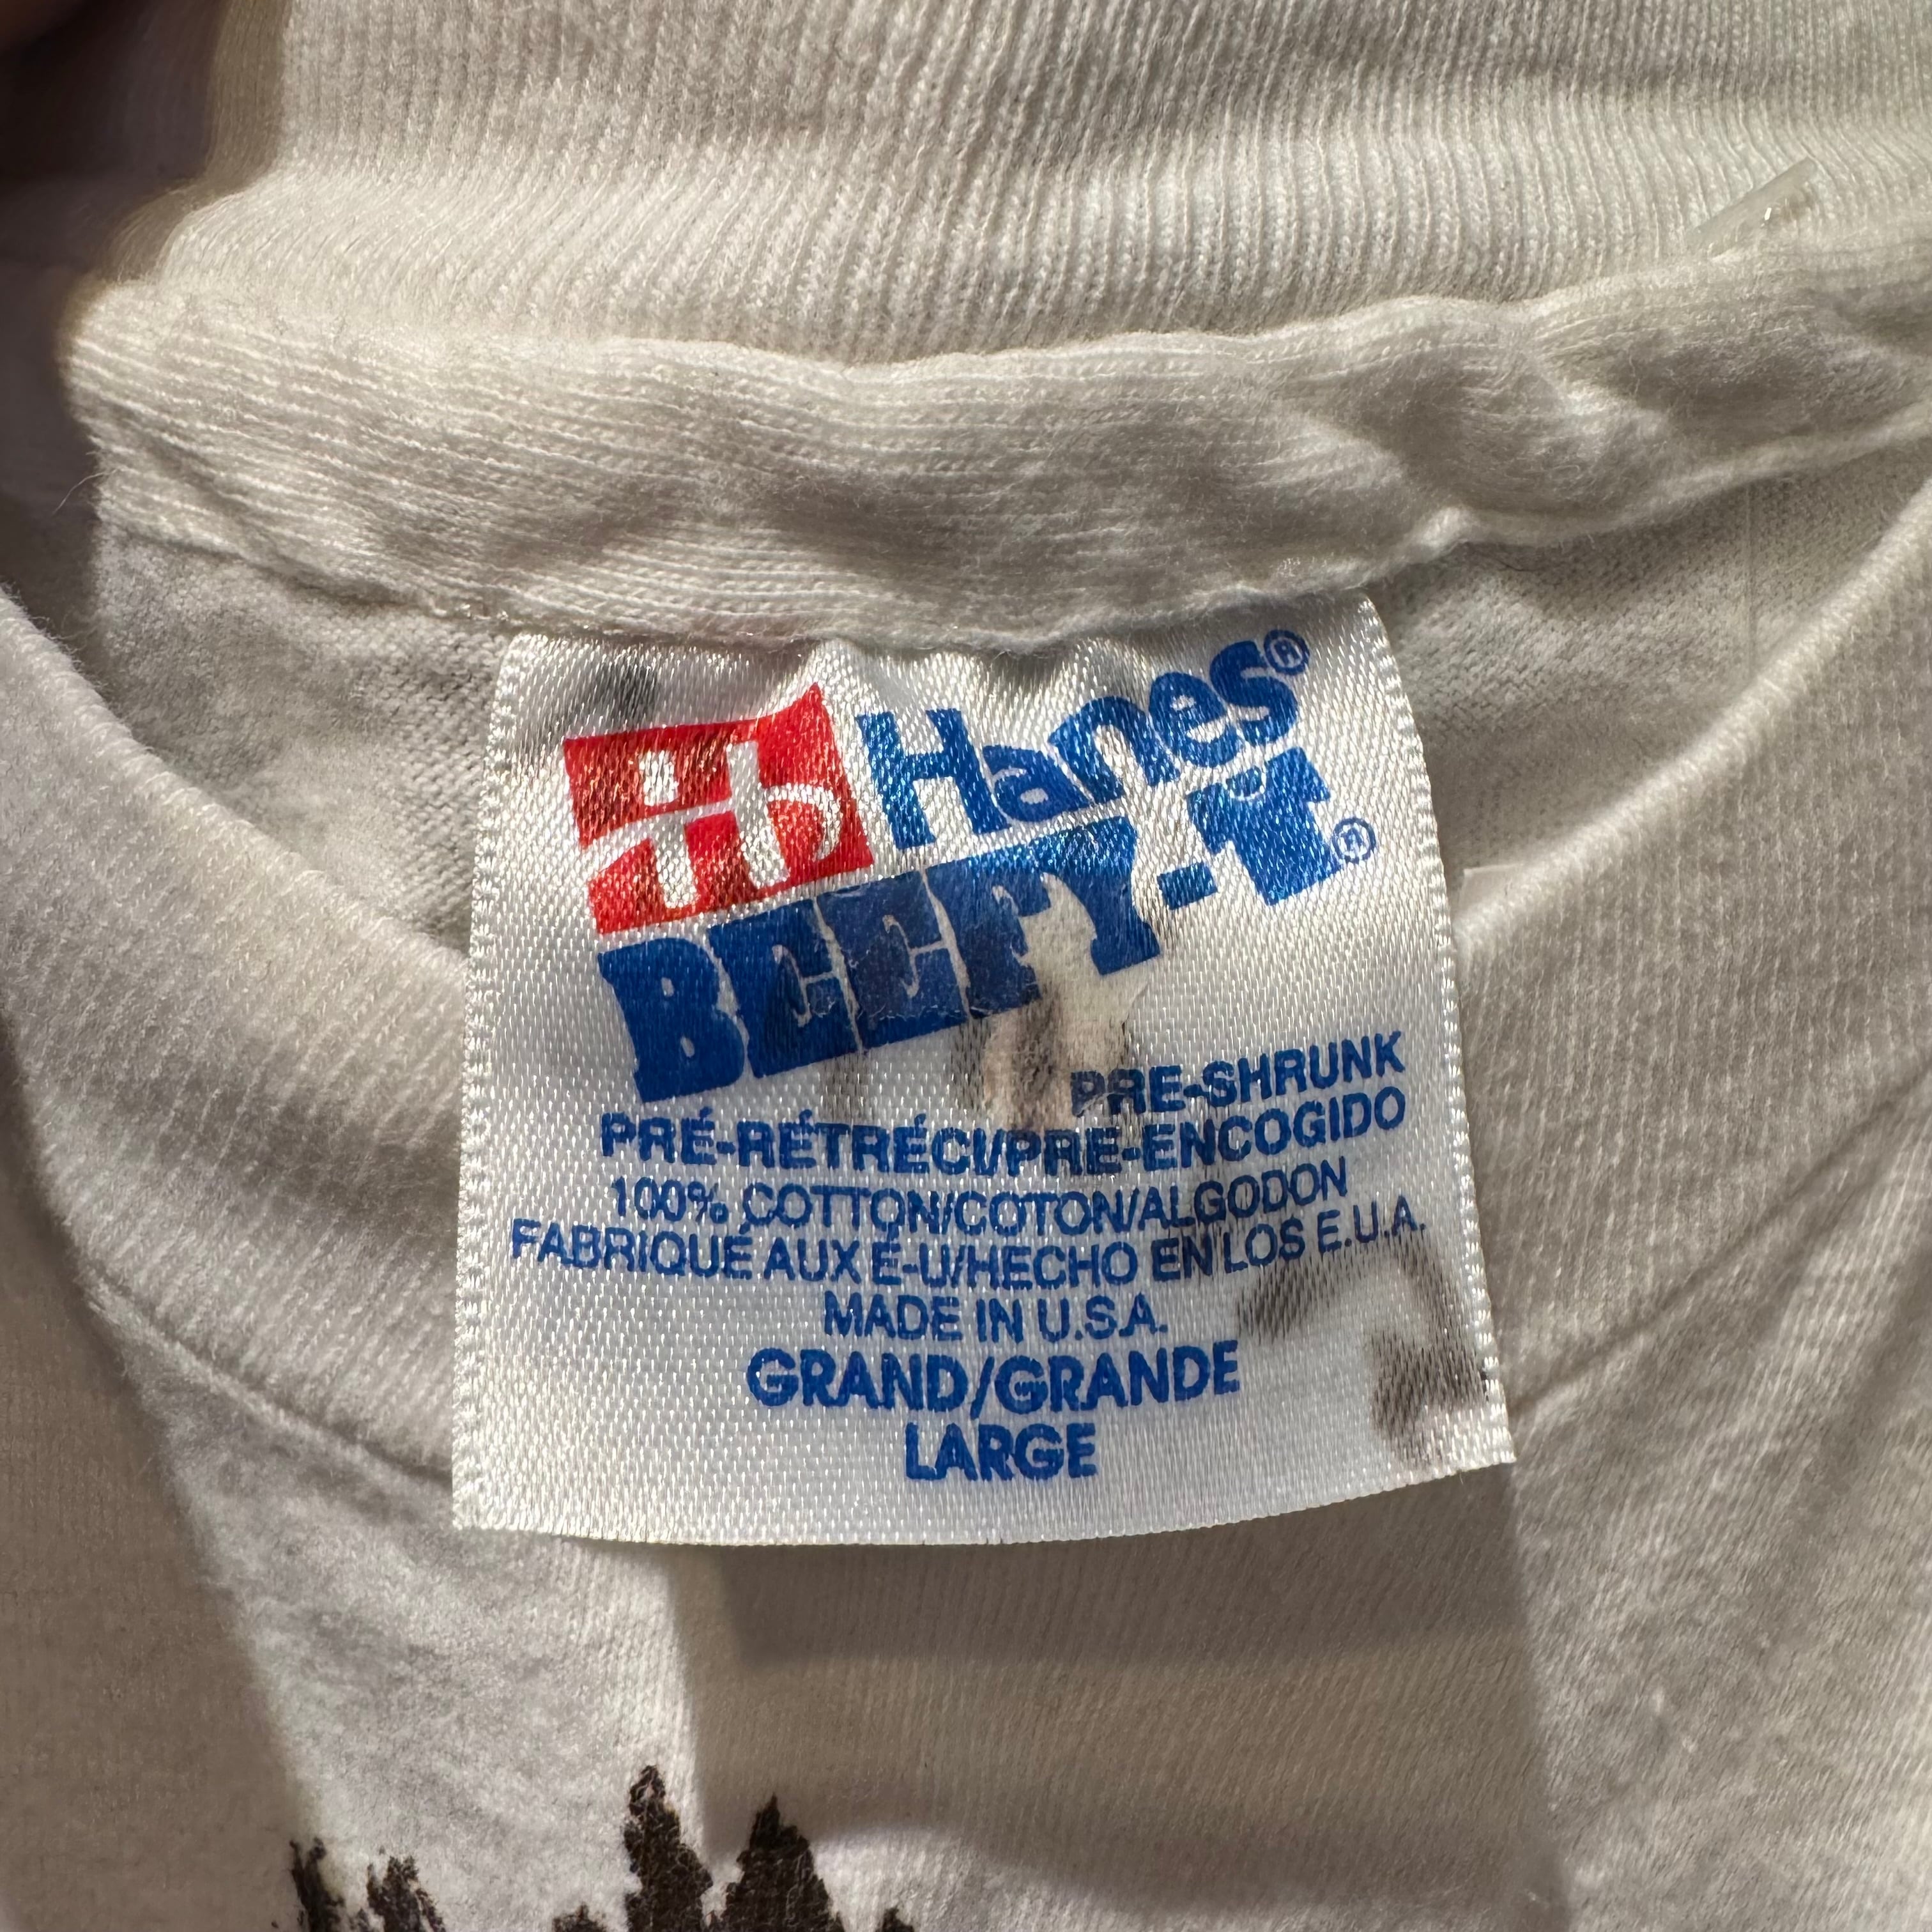 Hanes®
BEEFY-T®
PRE-SHRUNK
PRÉ-RÉTRÉCI/PRE-ENCOGIDO
100% COTTON/COTON/ALGODON
FABRIQUÉ AUX É-U/HECHO EN LOS E.U.A.
MADE IN U.S.A.
GRAND/GRANDE
LARGE